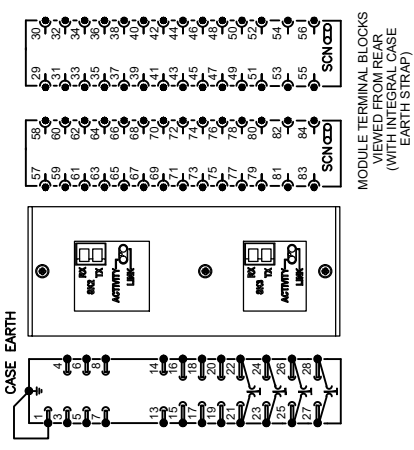 30 32 34 36 38 40 42 44 46 48 50 52 54 56
29 31 33 35 37 39 41 43 45 47 49 51 53 55
SCN
58 60 62 64 66 68 70 72 74 76 78 80 82 84
57 59 61 63 65 67 69 71 73 75 77 79 81 83
SCN
RX
SK2 TX
ACTIVITY
LINK
RX
SK3 TX
ACTIVITY
LINK
CASE EARTH
4 6 8 14 16 18 20 22 24 26 28
1 3 5 7 13 15 17 19 21 23 25 27
MODULE TERMINAL BLOCKS
VIEWED FROM REAR
(WITH INTEGRAL CASE
EARTH STRAP)